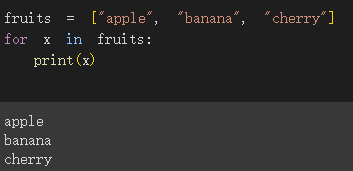 fruits = ["apple", "banana", "cherry"]
for x in fruits:
    print(x)
apple
banana
cherry